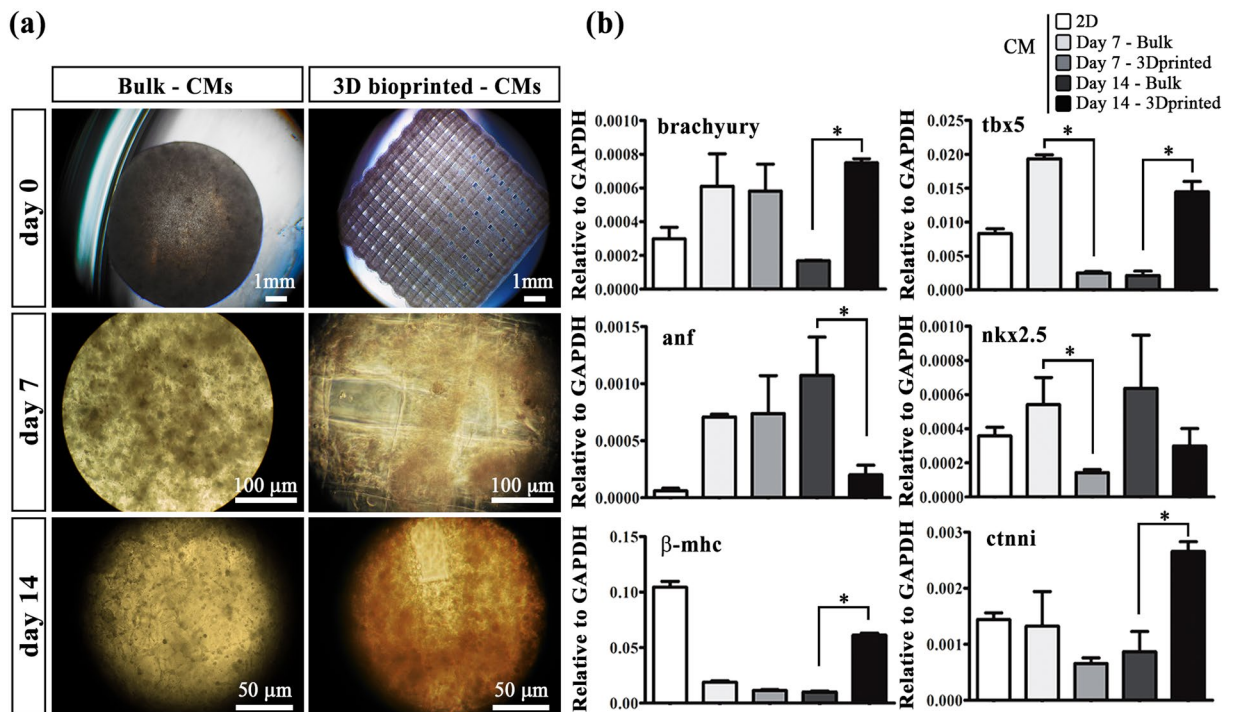 (a)
Bulk - CMs
3D bioprinted - CMs
day 0
1mm
1mm
day 7
100 μm
100 μm
day 14
50 μm
50 μm
(b)
CM
2D
Day 7 - Bulk
Day 7 - 3Dprinted
Day 14 - Bulk
Day 14 - 3Dprinted
brachyury
Relative to GAPDH
0.0010
0.0008
0.0006
0.0004
0.0002
0.0000
*
tbx5
Relative to GAPDH
0.025
0.020
0.015
0.010
0.005
0.000
*
*
anf
Relative to GAPDH
0.0015
0.0010
0.0005
0.0000
*
nkx2.5
Relative to GAPDH
0.0010
0.0008
0.0006
0.0004
0.0002
0.0000
*
β-mhc
Relative to GAPDH
0.15
0.10
0.05
0.00
*
ctnni
Relative to GAPDH
0.003
0.002
0.001
0.000
*